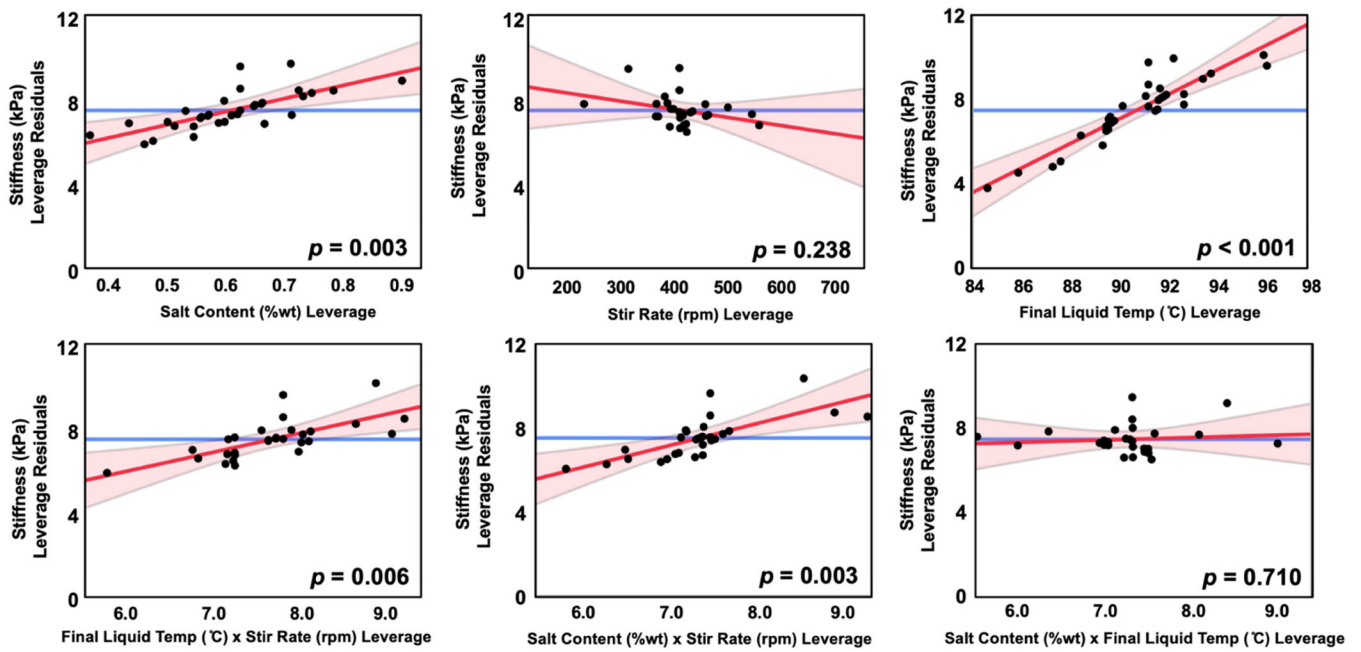 12
8
4
0
Stiffness (kPa)
Leverage Residuals
p = 0.003
0.4 0.5 0.6 0.7 0.8 0.9
Salt Content (%wt) Leverage
12
8
4
0
Stiffness (kPa)
Leverage Residuals
p = 0.238
200 300 400 500 600 700
Stir Rate (rpm) Leverage
12
8
4
0
Stiffness (kPa)
Leverage Residuals
p < 0.001
84 86 88 90 92 94 96 98
Final Liquid Temp (℃) Leverage
12
8
4
0
Stiffness (kPa)
Leverage Residuals
p = 0.006
6.0 7.0 8.0 9.0
Final Liquid Temp (℃) x Stir Rate (rpm) Leverage
12
8
4
0
Stiffness (kPa)
Leverage Residuals
p = 0.003
6.0 7.0 8.0 9.0
Salt Content (%wt) x Stir Rate (rpm) Leverage
12
8
4
0
Stiffness (kPa)
Leverage Residuals
p = 0.710
6.0 7.0 8.0 9.0
Salt Content (%wt) x Final Liquid Temp (℃) Leverage